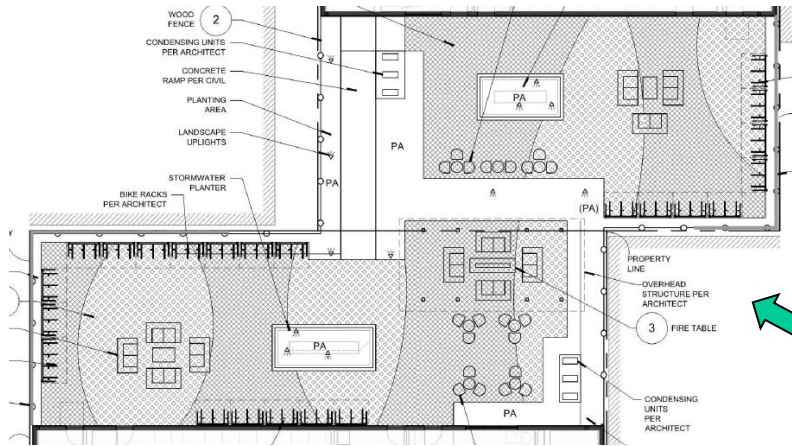 WOOD
FENCE
2
CONDENSING UNITS
PER ARCHITECT
CONCRETE
RAMP PER CIVIL
PLANTING
AREA
LANDSCAPE
UPLIGHTS
STORMWATER
PLANTER
BIKE RACKS
PER ARCHITECT
PA
PA
PA
(PA)
PROPERTY
LINE
OVERHEAD
STRUCTURE PER
ARCHITECT
3 FIRE TABLE
PA
PA
CONDENSING
UNITS
PER
ARCHITECT